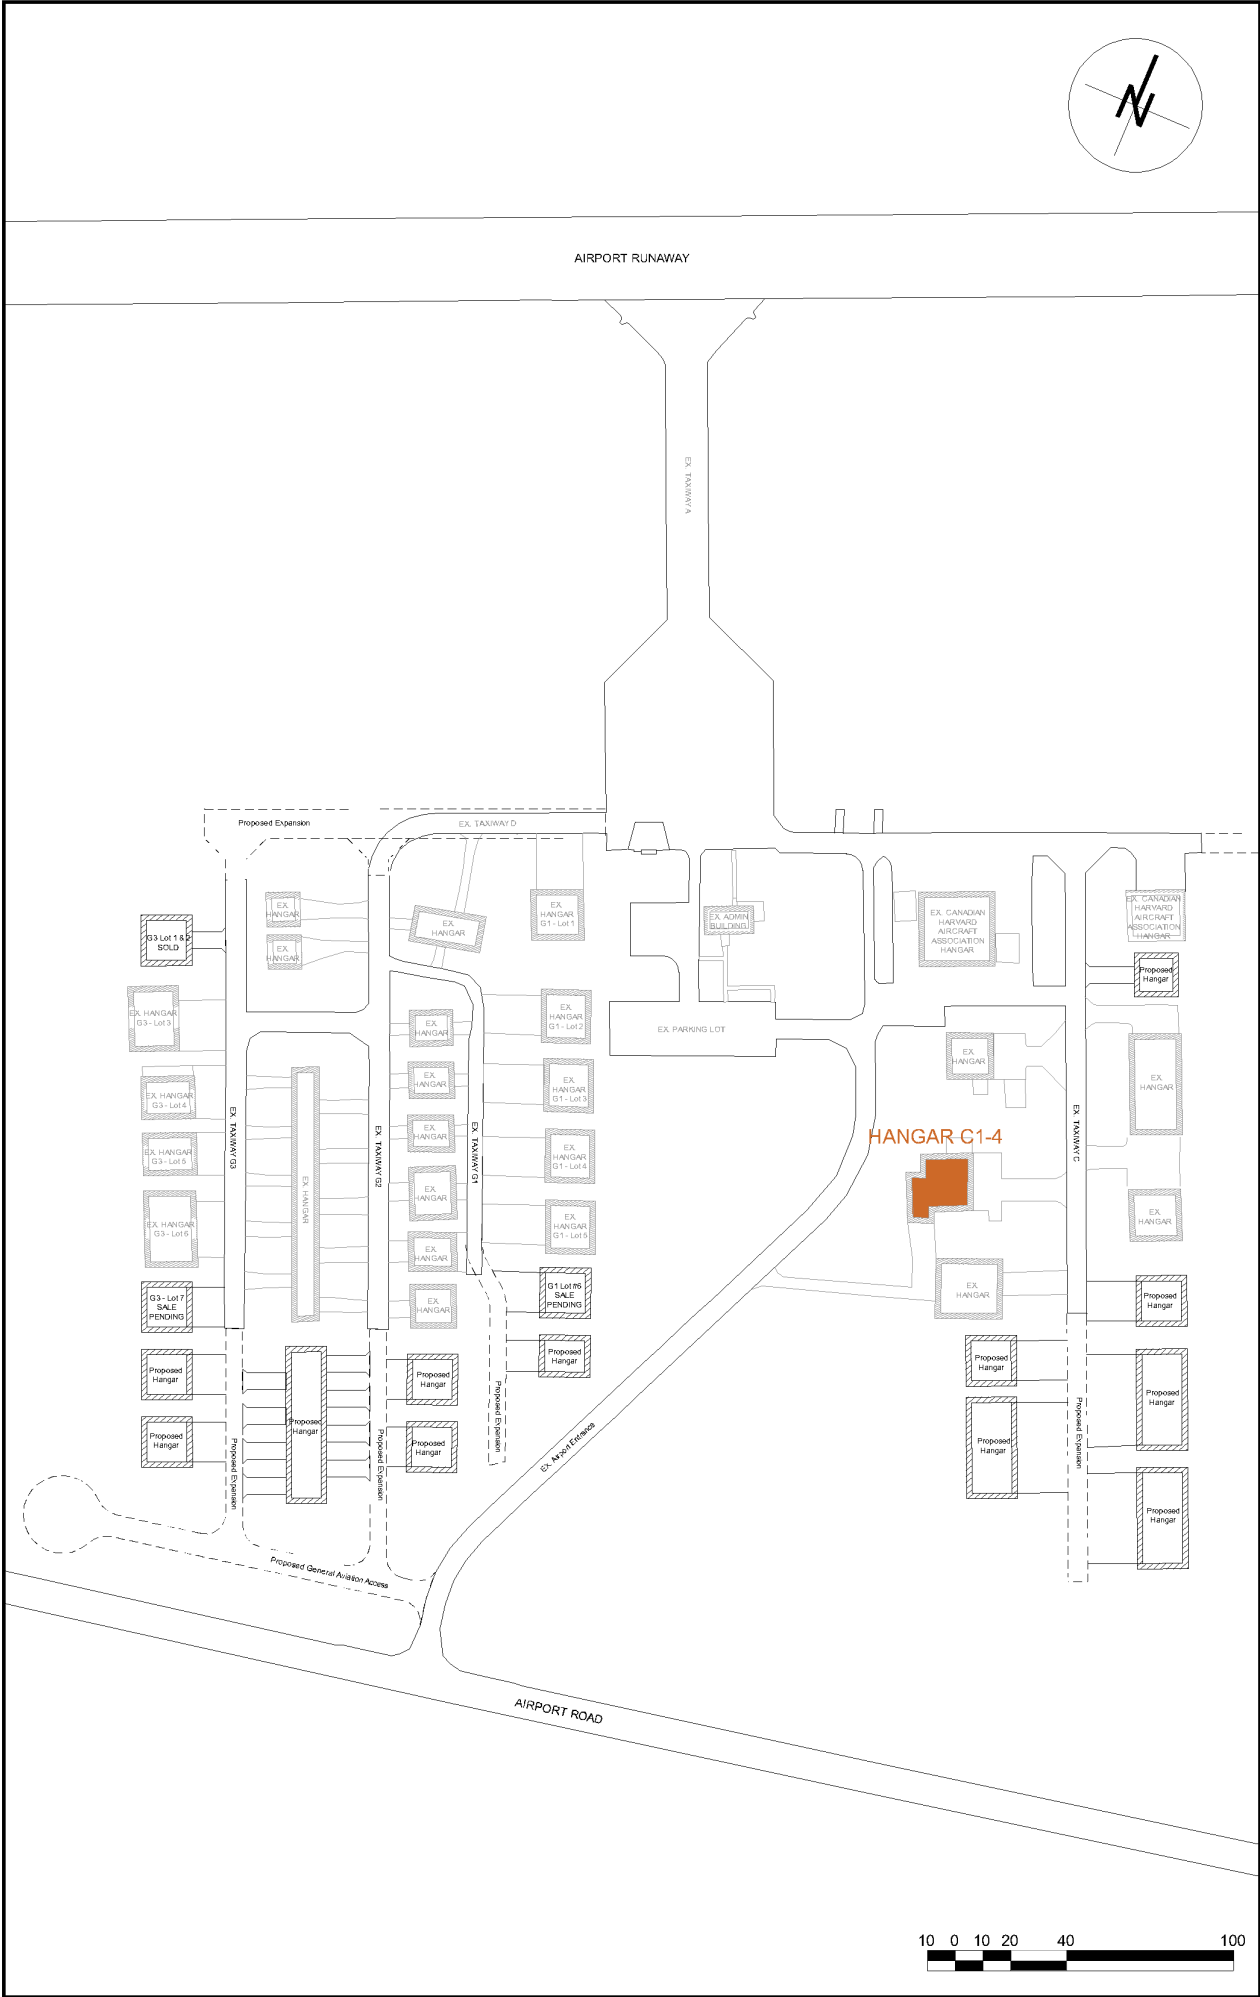 N
AIRPORT RUNAWAY
EX. TAXIWAY A
Proposed Expansion
EX. TAXIWAY D
EX.
HANGAR
EX.
HANGAR
EX.
HANGAR
EX.
HANGAR
G1 - Lot 1
EX. ADMIN
BUILDING
EX. CANADIAN
HARVARD
AIRCRAFT
ASSOCIATION
HANGAR
EX. CANADIAN
HARVARD
AIRCRAFT
ASSOCIATION
HANGAR
G3 Lot 1 & 2
SOLD
Proposed
Hangar
EX. HANGAR
G3 - Lot 3
EX.
HANGAR
EX.
HANGAR
G1 - Lot 2
EX. PARKING LOT
EX.
HANGAR
EX.
HANGAR
EX. HANGAR
G3 - Lot 4
EX.
HANGAR
EX.
HANGAR
G1 - Lot 3
EX. TAXIWAY G3
EX. TAXIWAY G2
EX. TAXIWAY G1
EX. TAXIWAY C
HANGAR C1-4
EX. HANGAR
G3 - Lot 5
EX.
HANGAR
EX.
HANGAR
G1 - Lot 4
EX. HANGAR
EX.
HANGAR
EX. HANGAR
G3 - Lot 6
EX.
HANGAR
G1 - Lot 5
EX.
HANGAR
EX.
HANGAR
G3 - Lot 7
SALE
PENDING
EX.
HANGAR
G1 Lot #6
SALE
PENDING
EX.
HANGAR
Proposed
Hangar
Proposed
Hangar
Proposed
Hangar
Proposed
Hangar
Proposed
Hangar
Proposed
Hangar
Proposed
Hangar
Proposed
Hangar
Proposed
Hangar
Proposed
Hangar
Proposed Expansion
Proposed Expansion
Proposed Expansion
Proposed Expansion
EX. Airport Entrance
Proposed
Hangar
Proposed General Aviation Access
AIRPORT ROAD
10 0 10 20 40 100